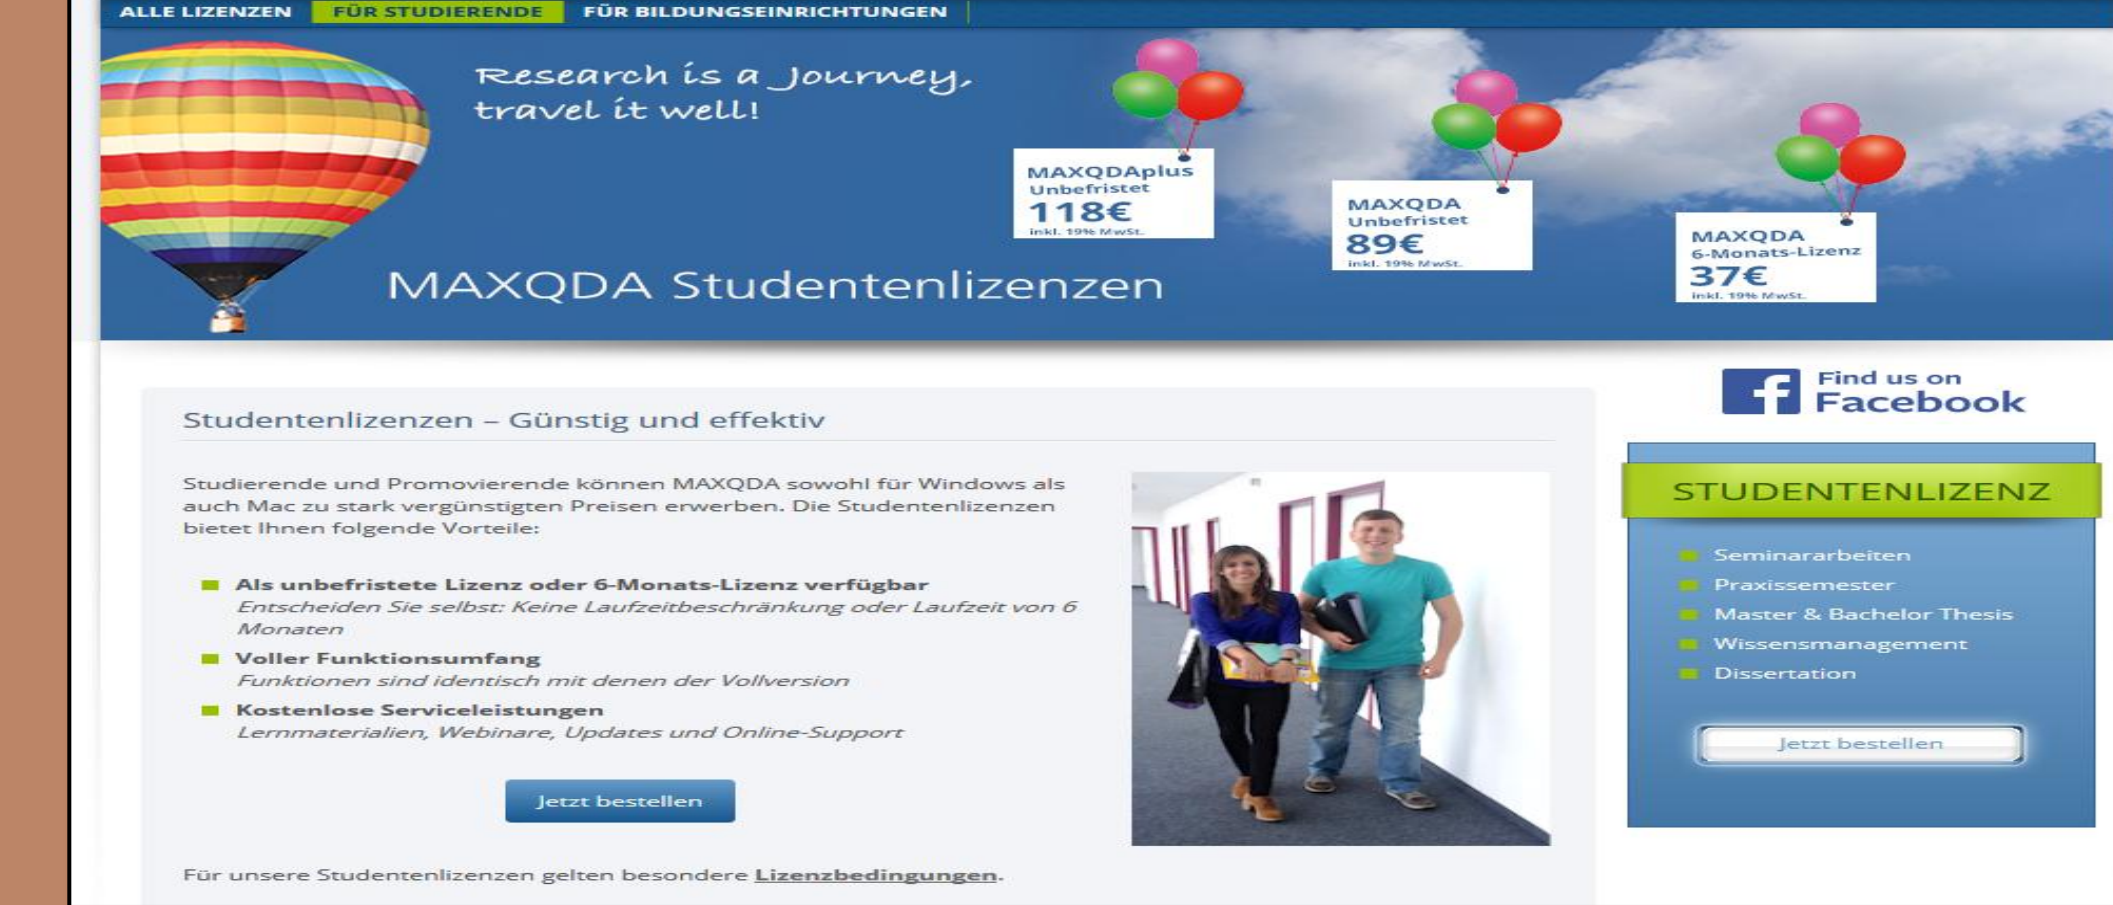 ALLE LIZENZEN FÜR STUDIERENDE FÜR BILDUNGSEINRICHTUNGEN
Research is a Journey,
travel it well!
MAXQDAplus
Unbefristet
118€
inkl. 19% MwSt.
MAXQDA
Unbefristet
89€
inkl. 19% MwSt.
MAXQDA
6-Monats-Lizenz
37€
inkl. 19% MwSt.
MAXQDA Studentenlizenzen
Studentenlizenzen – Günstig und effektiv
Studierende und Promovierende können MAXQDA sowohl für Windows als
auch Mac zu stark vergünstigten Preisen erwerben. Die Studentenlizenzen
bietet Ihnen folgende Vorteile:
Als unbefristete Lizenz oder 6-Monats-Lizenz verfügbar
Entscheiden Sie selbst: Keine Laufzeitbeschränkung oder Laufzeit von 6
Monaten
Voller Funktionsumfang
Funktionen sind identisch mit denen der Vollversion
Kostenlose Serviceleistungen
Lernmaterialien, Webinare, Updates und Online-Support
Jetzt bestellen
Für unsere Studentenlizenzen gelten besondere Lizenzbedingungen.
Find us on
Facebook
STUDENTENLIZENZ
Seminararbeiten
Praxissemester
Master & Bachelor Thesis
Wissensmanagement
Dissertation
Jetzt bestellen